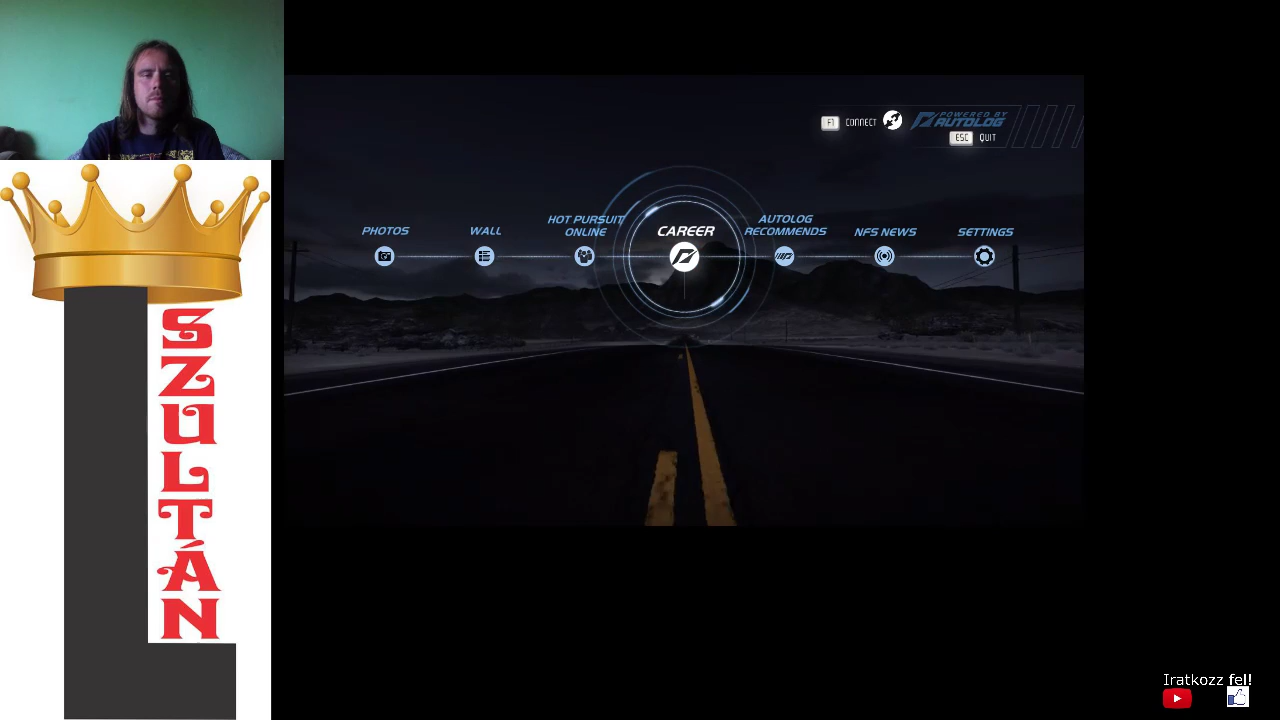 F1 CONNECT
POWERED BY
AUTOLOG
ESC QUIT
PHOTOS
WALL
HOT PURSUIT
ONLINE
CAREER
AUTOLOG
RECOMMENDS
NFS NEWS
SETTINGS
L
SZULTÁN
Iratkozz fel!